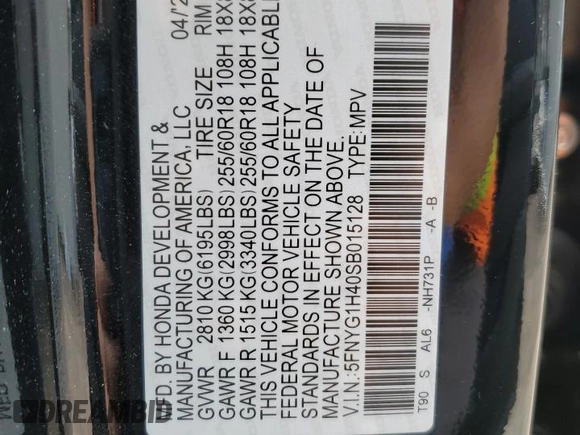 MFD. BY HONDA DEVELOPMENT & 04/2
MANUFACTURING OF AMERICA, LLC
GVWR 2810 KG(6195LBS) TIRE SIZE RIM
GAWR F 1360 KG(2998LBS) 255/60R18 108H 18X8
GAWR R 1515 KG(3340LBS) 255/60R18 108H 18X8
THIS VEHICLE CONFORMS TO ALL APPLICABLE
FEDERAL MOTOR VEHICLE SAFETY
STANDARDS IN EFFECT ON THE DATE OF
MANUFACTURE SHOWN ABOVE.
V.I.N.:5FNYG1H40SB015128 TYPE: MPV
T90 S AL6 -NH731P -A -B
DREAMBID